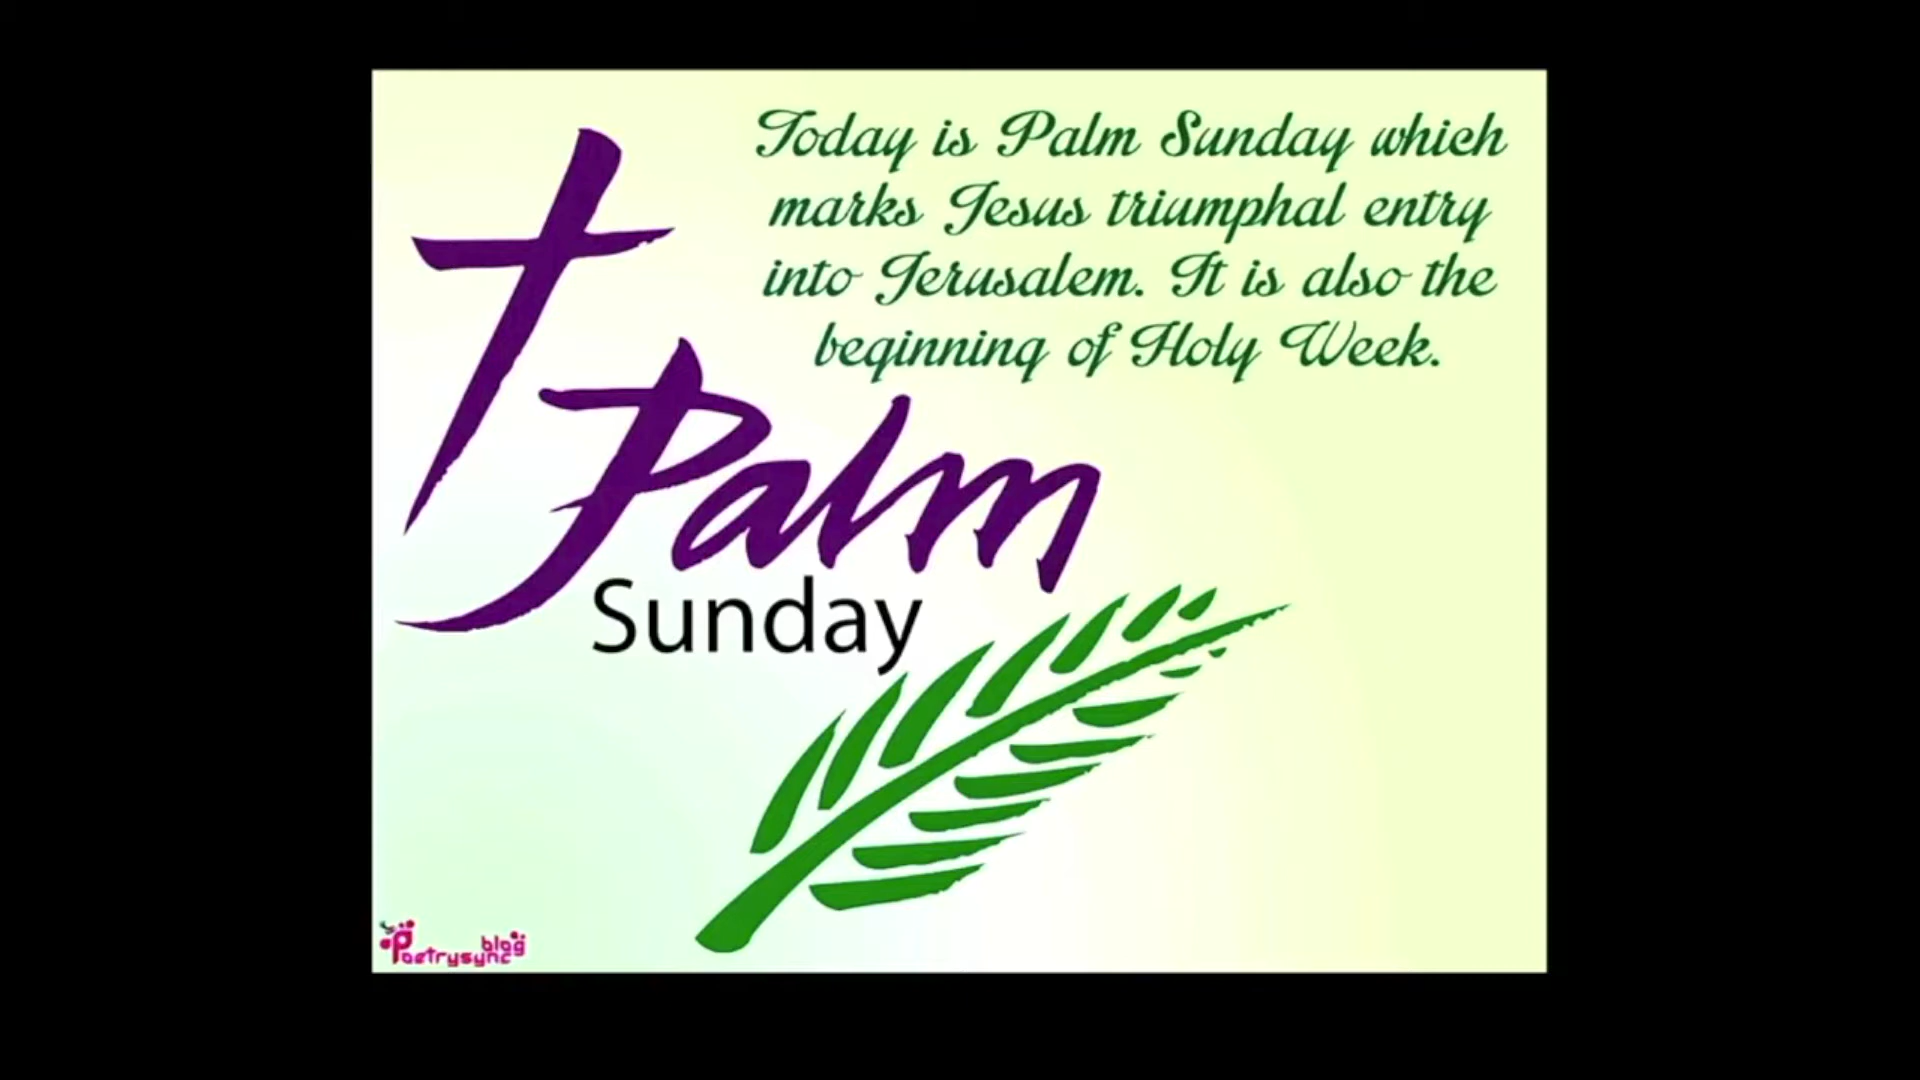 Today is Palm Sunday which
marks Jesus triumphal entry
into Jerusalem. It is also the
beginning of Holy Week.
Palm
Sunday
Poetrysync blog